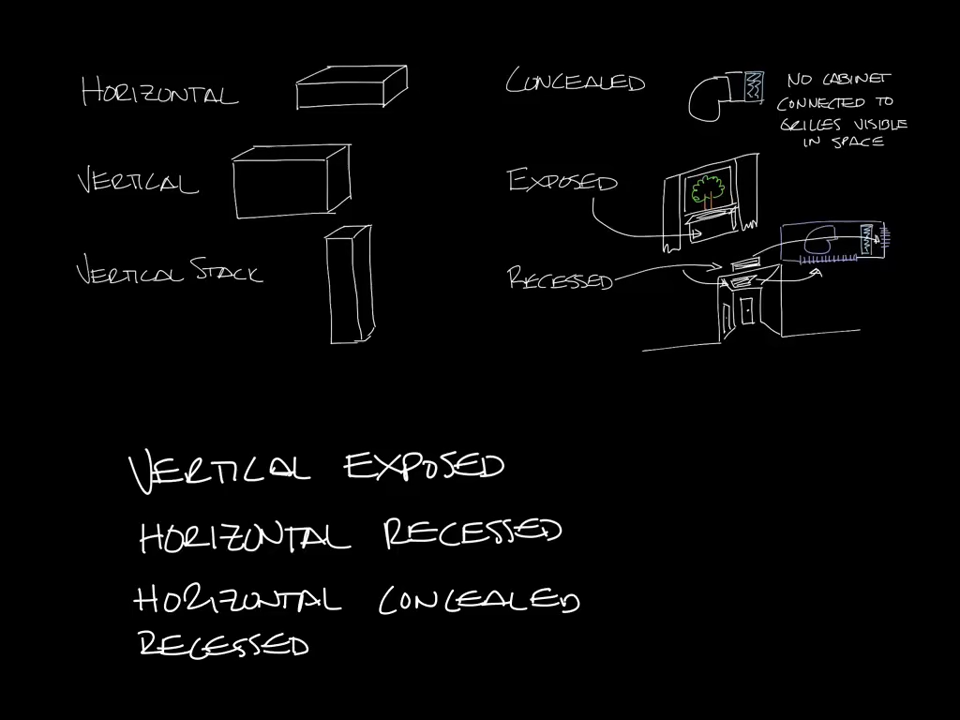 HORIZONTAL
VERTICAL
VERTICAL STACK
CONCEALED
NO CABINET
CONNECTED TO
GRILLES VISIBLE
IN SPACE
EXPOSED
RECESSED
VERTICAL EXPOSED
HORIZONTAL RECESSED
HORIZONTAL CONCEALED
RECESSED